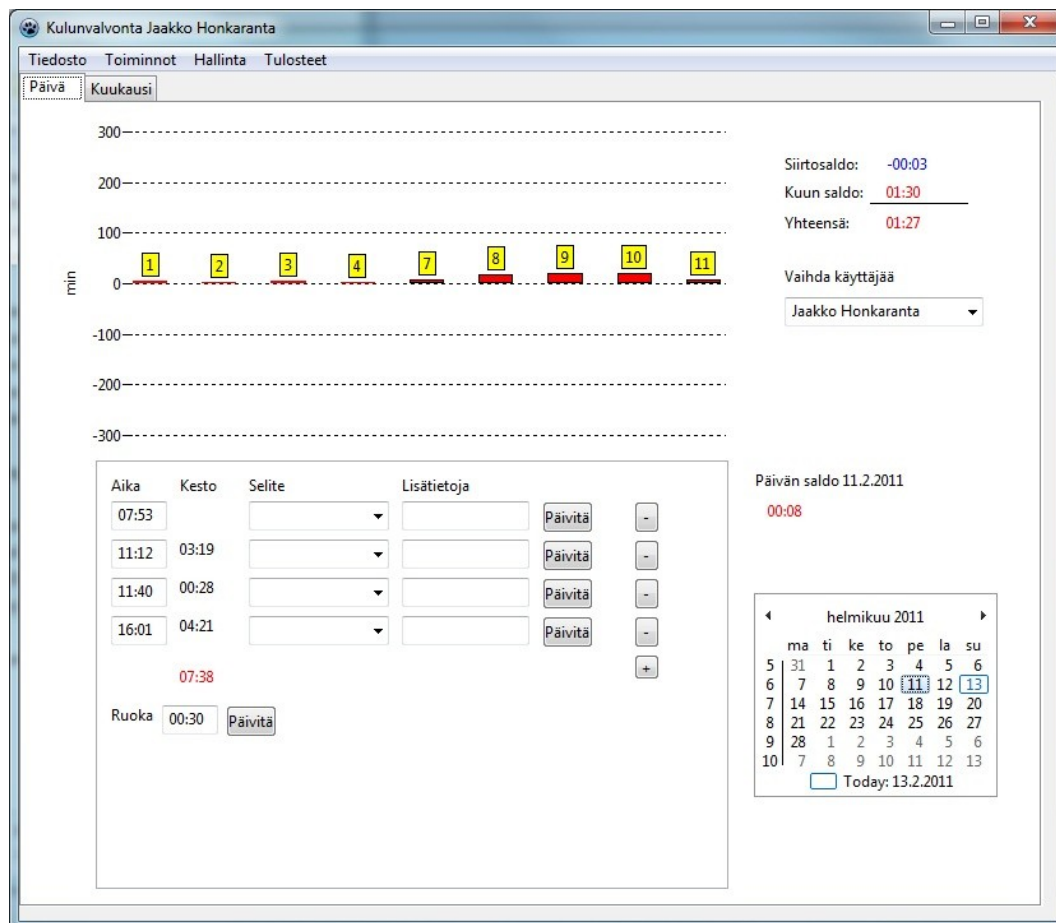 Kulunvalvonta Jaakko Honkaranta
Tiedosto Toiminnot Hallinta Tulosteet
Päivä Kuukausi
300
200
100
0
-100
-200
-300
min
1 2 3 4 7 8 9 10 11
Siirtosaldo: -00:03
Kuun saldo: 01:30
Yhteensä: 01:27
Vaihda käyttäjää
Jaakko Honkaranta
Aika Kesto Selite Lisätietoja
07:53 Päivitä -
11:12 03:19 Päivitä -
11:40 00:28 Päivitä -
16:01 04:21 Päivitä -
07:38 +
Ruoka 00:30 Päivitä
Päivän saldo 11.2.2011
00:08
helmikuu 2011
ma ti ke to pe la su
5 31 1 2 3 4 5 6
6 7 8 9 10 11 12 13
7 14 15 16 17 18 19 20
8 21 22 23 24 25 26 27
9 28 1 2 3 4 5 6
10 7 8 9 10 11 12 13
Today: 13.2.2011